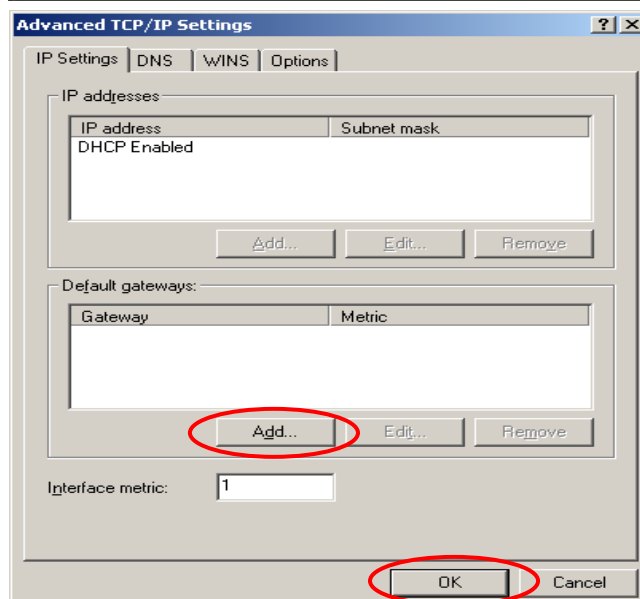 Advanced TCP/IP Settings
IP Settings DNS WINS Options
IP addresses
IP address Subnet mask
DHCP Enabled
Add... Edit... Remove
Default gateways:
Gateway Metric
Add... Edit... Remove
Interface metric: 1
OK Cancel